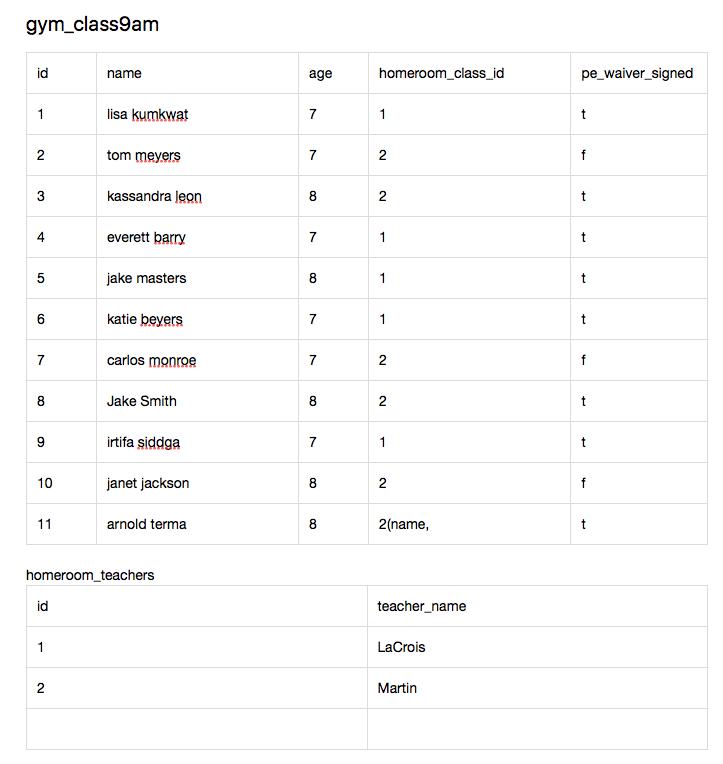 gym_class9am
id name age homeroom_class_id pe_waiver_signed
1 lisa kumkwat 7 1 t
2 tom meyers 7 2 f
3 kassandra leon 8 2 t
4 everett barry 7 1 t
5 jake masters 8 1 t
6 katie beyers 7 1 t
7 carlos monroe 7 2 f
8 Jake Smith 8 2 t
9 irtifa siddga 7 1 t
10 janet jackson 8 2 f
11 arnold terma 8 2(name, t
homeroom_teachers
id teacher_name
1 LaCrois
2 Martin